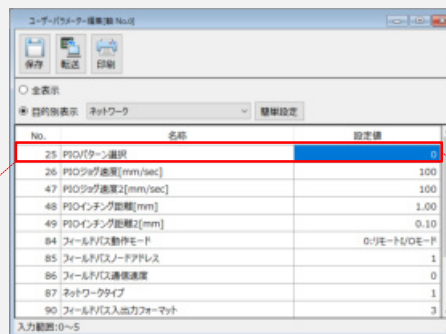 ユーザーパラメーター編集[軸 No.0]
保存 転送 印刷
全表示
目的別表示 ネットワーク 簡単設定
No. 名称 設定値
25 PIOパターン選択 0
26 PIOジョグ速度[mm/sec] 100
47 PIOジョグ速度2[mm/sec] 100
48 PIOインチング距離[mm] 1.00
49 PIOインチング距離2[mm] 0.10
84 フィールドバス動作モード 0:リモートI/Oモード
85 フィールドバスノードアドレス 1
86 フィールドバス通信速度 0
87 ネットワークタイプ 1
90 フィールドバス入出力フォーマット 3
入力範囲:0~5